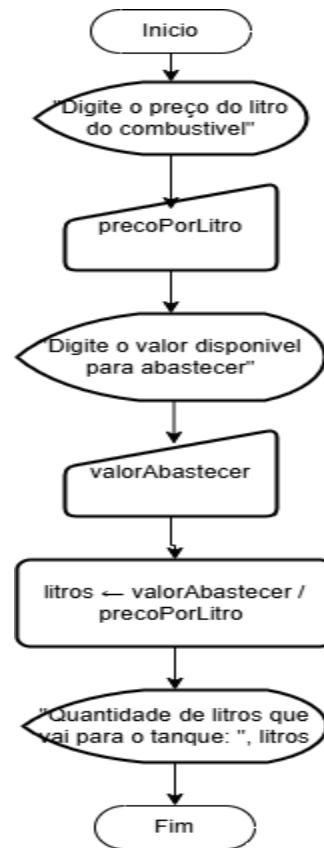 Inicio
"Digite o preço do litro
do combustivel"
precoPorLitro
"Digite o valor disponivel
para abastecer"
valorAbastecer
litros ← valorAbastecer /
precoPorLitro
"Quantidade de litros que
vai para o tanque: ", litros
Fim